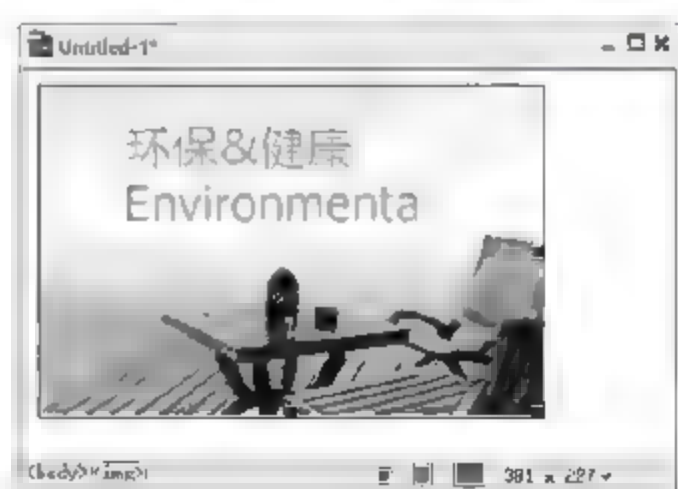 Untitled-1*
环保&健康
Environmenta
<body><img>
381 x 227